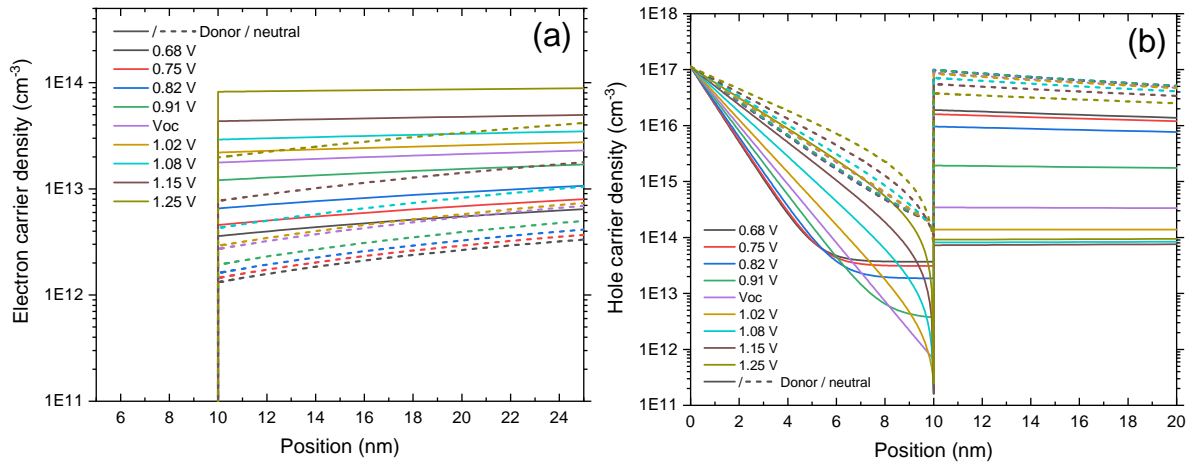 (a)
Electron carrier density (cm-3)
1E14
1E13
1E12
1E11
/ Donor / neutral
0.68 V
0.75 V
0.82 V
0.91 V
Voc
1.02 V
1.08 V
1.15 V
1.25 V
6 8 10 12 14 16 18 20 22 24
Position (nm)
(b)
Hole carrier density (cm-3)
1E18
1E17
1E16
1E15
1E14
1E13
1E12
1E11
0.68 V
0.75 V
0.82 V
0.91 V
Voc
1.02 V
1.08 V
1.15 V
1.25 V
/ Donor / neutral
0 2 4 6 8 10 12 14 16 18 20
Position (nm)